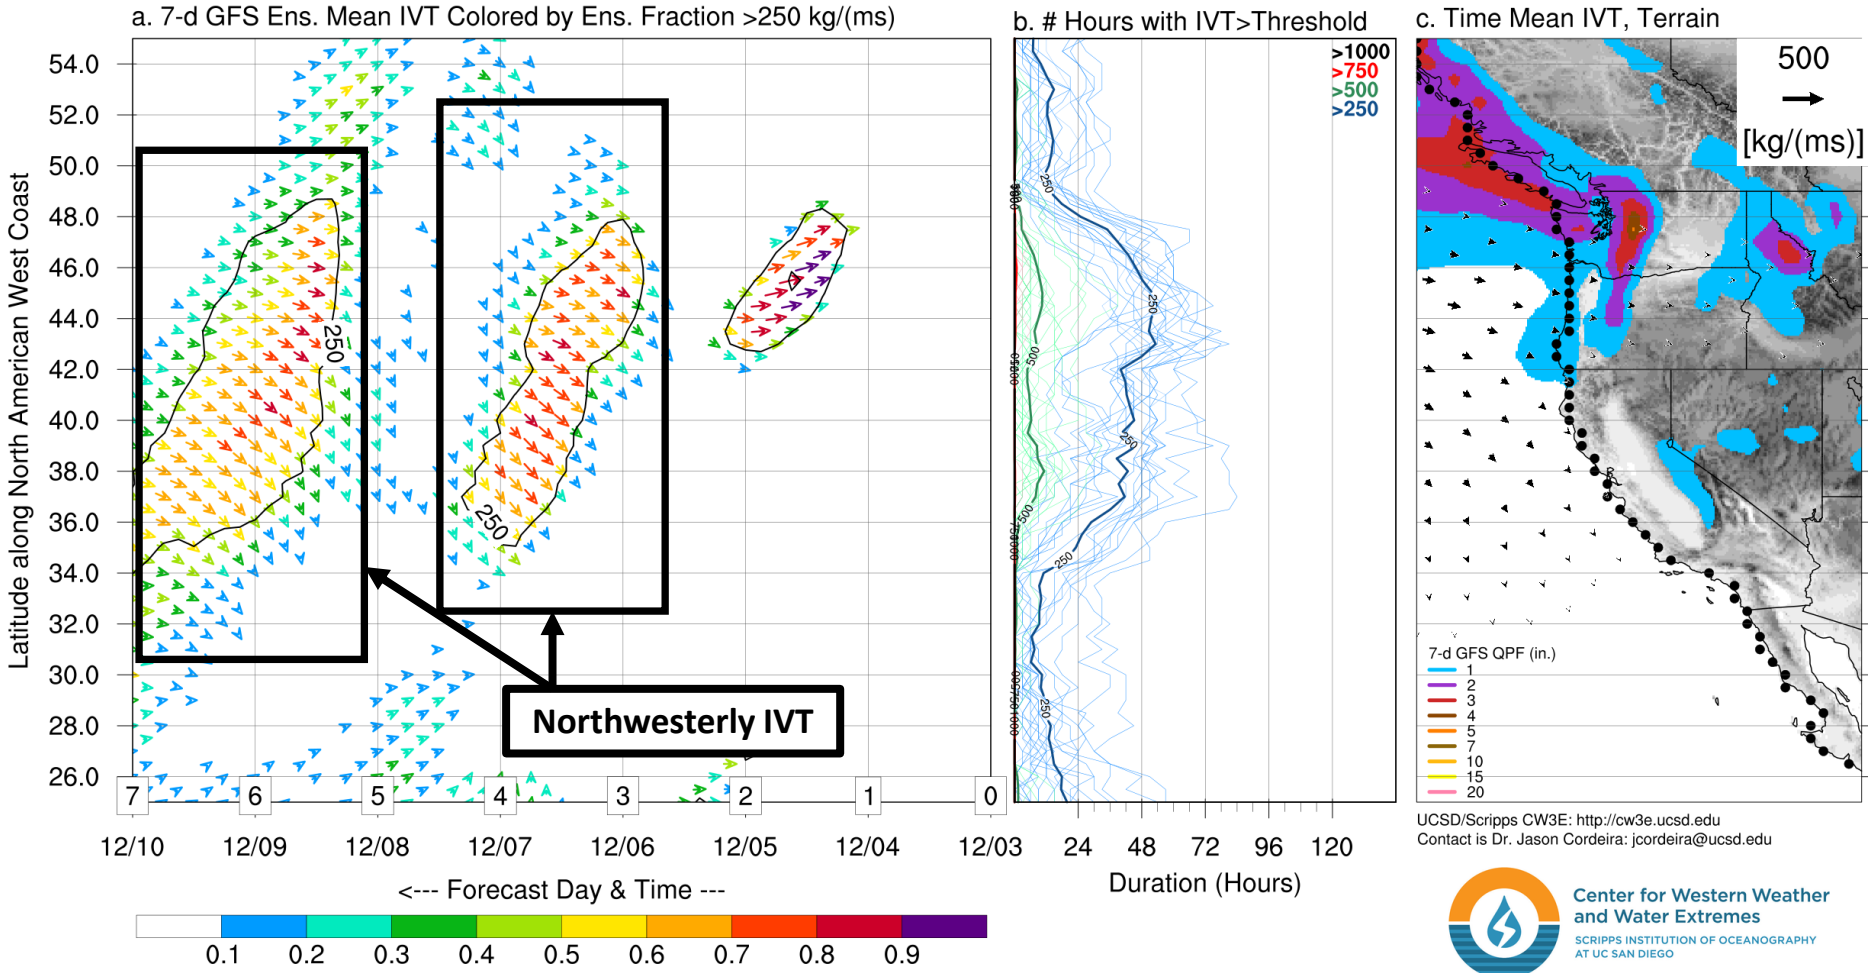 a. 7-d GFS Ens. Mean IVT Colored by Ens. Fraction >250 kg/(ms)
Latitude along North American West Coast
54.0
52.0
50.0
48.0
46.0
44.0
42.0
40.0
38.0
36.0
34.0
32.0
30.0
28.0
26.0
250
250
Northwesterly IVT
7 6 5 4 3 2 1 0
12/10 12/09 12/08 12/07 12/06 12/05 12/04 12/03
<--- Forecast Day & Time ---
0.1 0.2 0.3 0.4 0.5 0.6 0.7 0.8 0.9
b. # Hours with IVT>Threshold
>1000
>750
>500
>250
250
250
500
250
500
250
250
24 48 72 96 120
Duration (Hours)
c. Time Mean IVT, Terrain
500
[kg/(ms)]
7-d GFS QPF (in.)
1
2
3
4
5
7
10
15
20
UCSD/Scripps CW3E: http://cw3e.ucsd.edu
Contact is Dr. Jason Cordeira: jcordeira@ucsd.edu
Center for Western Weather
and Water Extremes
SCRIPPS INSTITUTION OF OCEANOGRAPHY
AT UC SAN DIEGO